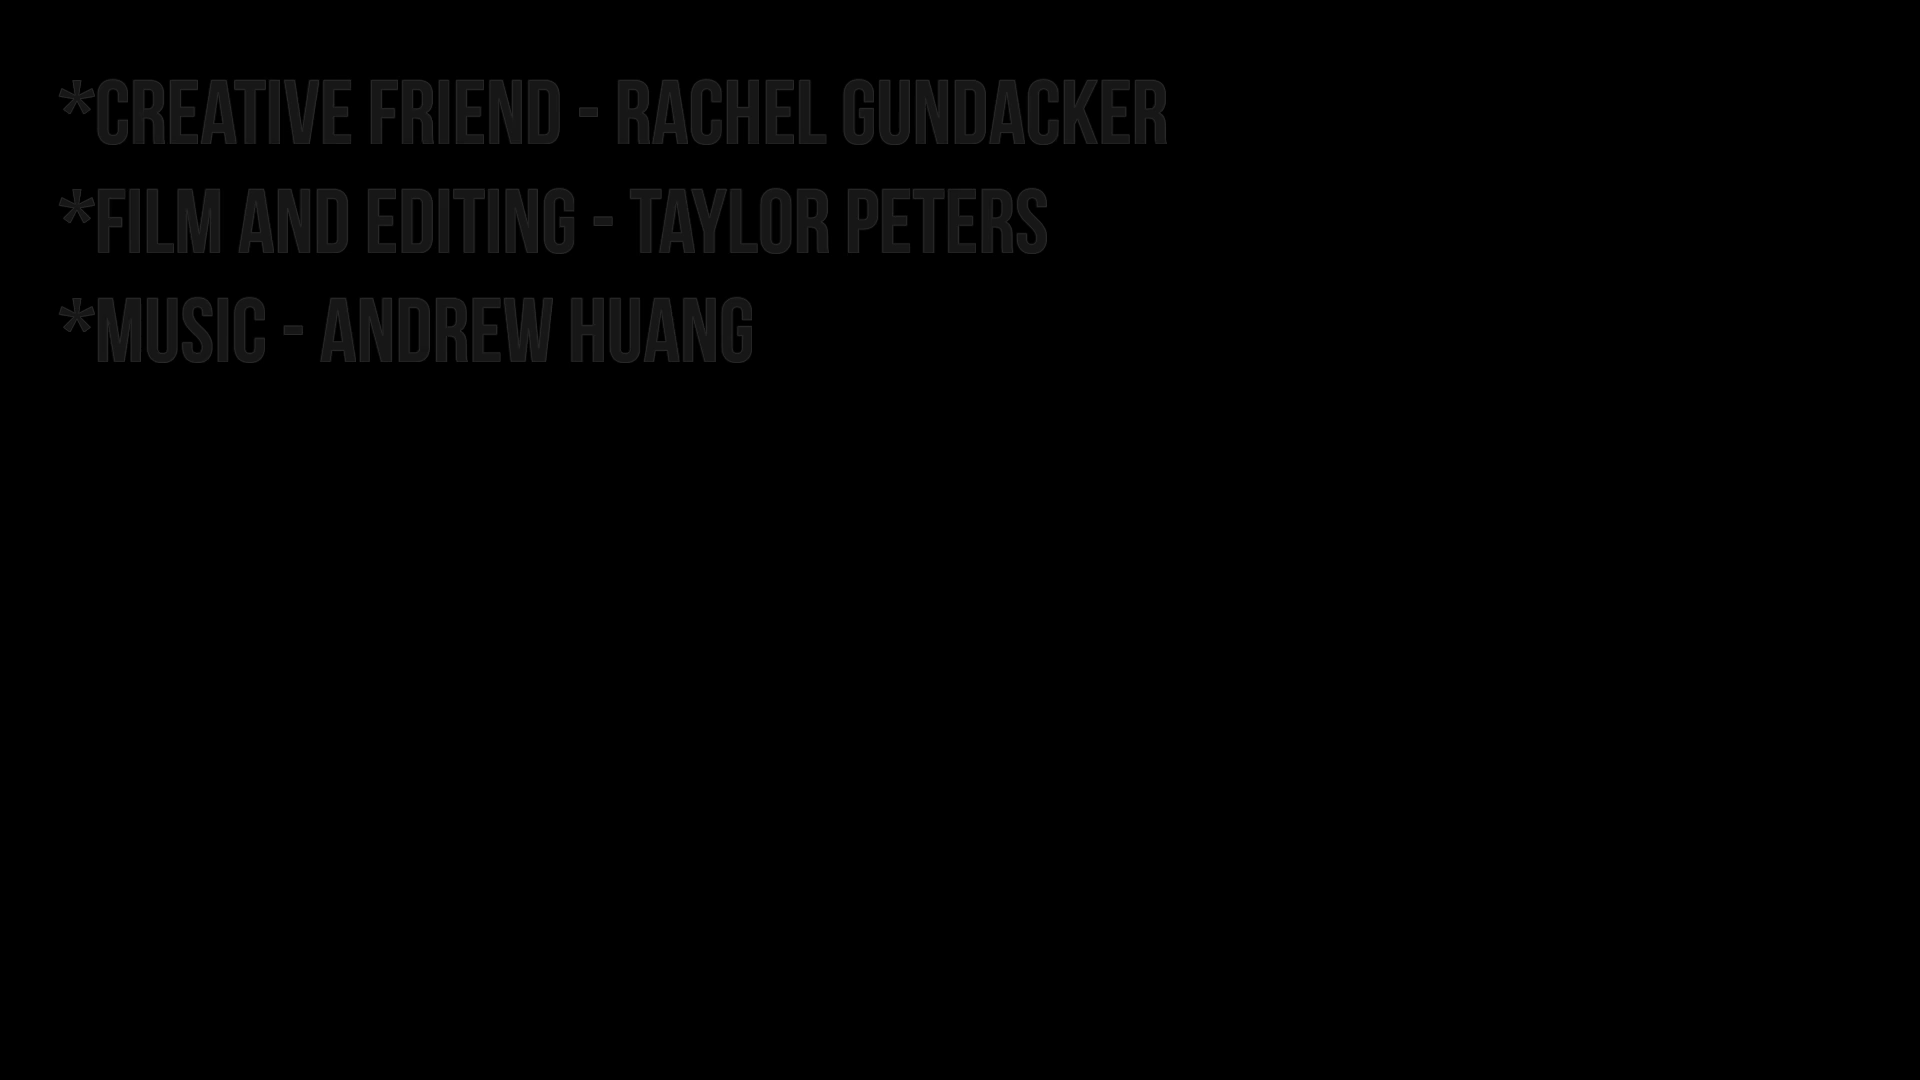 *CREATIVE FRIEND - RACHEL GUNDACKER
*FILM AND EDITING - TAYLOR PETERS
*MUSIC - ANDREW HUANG